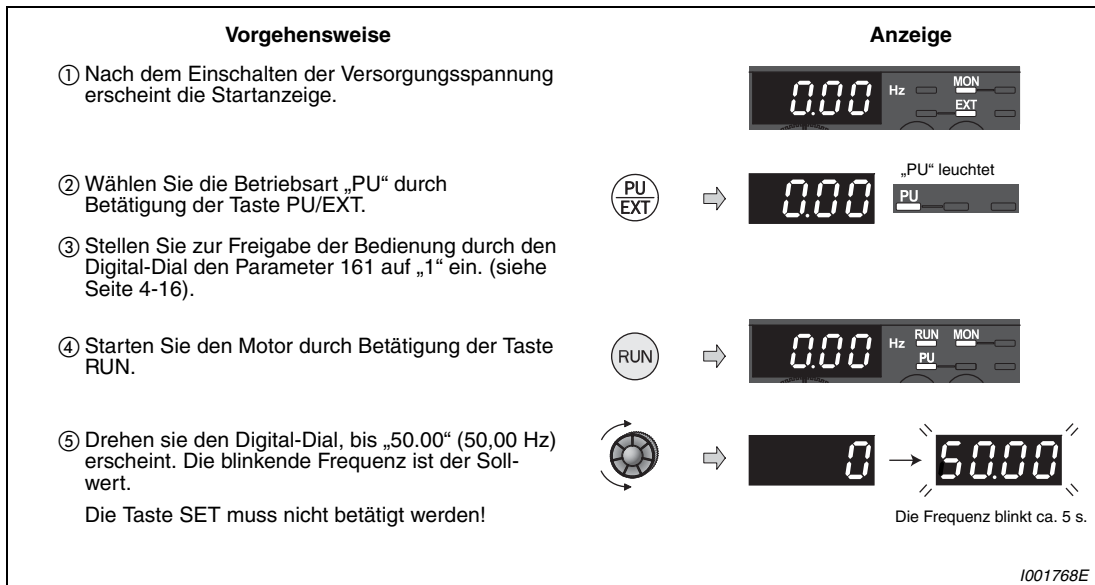 Vorgehensweise
Anzeige
① Nach dem Einschalten der Versorgungsspannung
erscheint die Startanzeige.
0.00 Hz MON
EXT
② Wählen Sie die Betriebsart „PU“ durch
Betätigung der Taste PU/EXT.
PU
EXT
0.00
„PU“ leuchtet
PU
③ Stellen Sie zur Freigabe der Bedienung durch den
Digital-Dial den Parameter 161 auf „1“ ein. (siehe
Seite 4-16).
④ Starten Sie den Motor durch Betätigung der Taste
RUN.
RUN
0.00 Hz RUN MON
PU
⑤ Drehen sie den Digital-Dial, bis „50.00“ (50,00 Hz)
erscheint. Die blinkende Frequenz ist der Soll-
wert.
Die Taste SET muss nicht betätigt werden!
0 → 50.00
Die Frequenz blinkt ca. 5 s.
I001768E